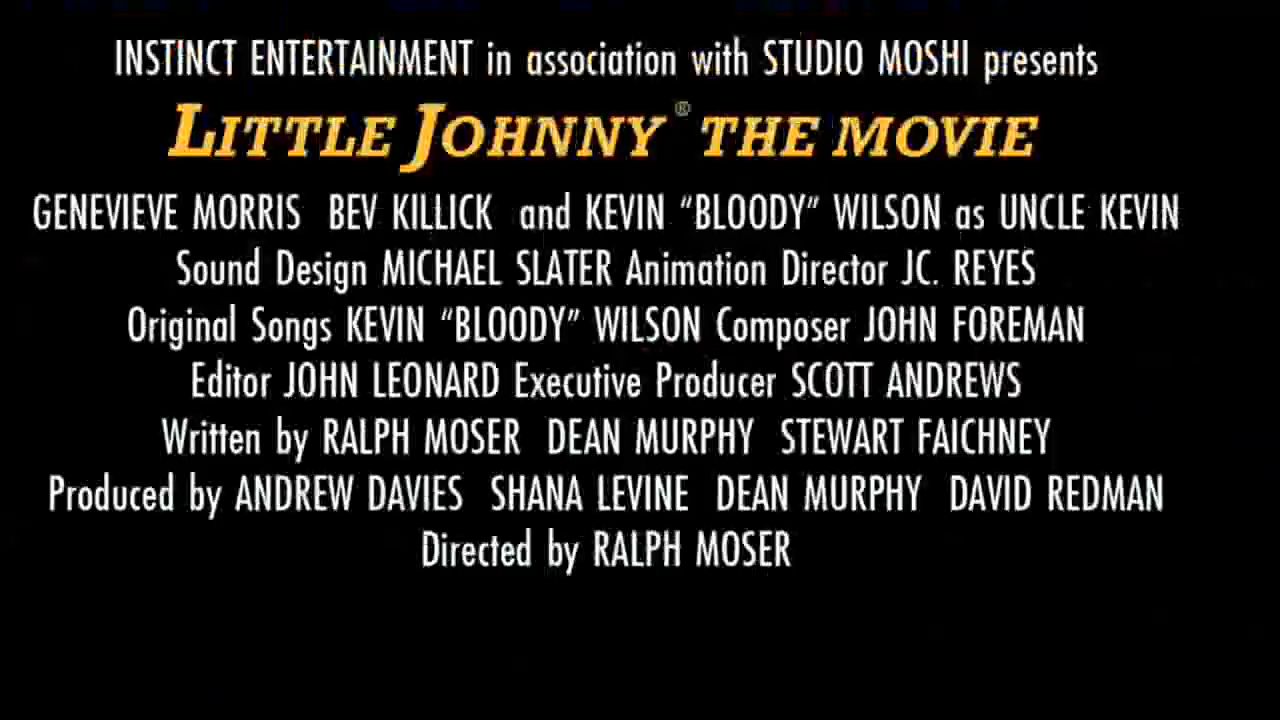 INSTINCT ENTERTAINMENT in association with STUDIO MOSHI presents
LITTLE JOHNNY® THE MOVIE
GENEVIEVE MORRIS BEV KILLICK and KEVIN “BLOODY” WILSON as UNCLE KEVIN
Sound Design MICHAEL SLATER Animation Director JC. REYES
Original Songs KEVIN “BLOODY” WILSON Composer JOHN FOREMAN
Editor JOHN LEONARD Executive Producer SCOTT ANDREWS
Written by RALPH MOSER DEAN MURPHY STEWART FAICHNEY
Produced by ANDREW DAVIES SHANA LEVINE DEAN MURPHY DAVID REDMAN
Directed by RALPH MOSER